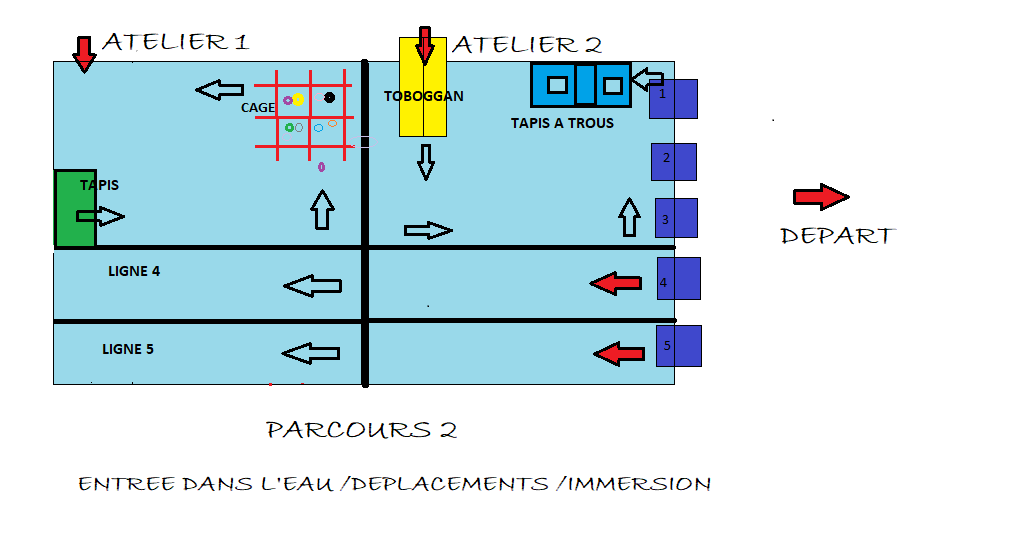 ATELIER 1
ATELIER 2
CAGE
TOBOGGAN
TAPIS A TROUS
1
2
3
TAPIS
DEPART
LIGNE 4
4
LIGNE 5
5
PARCOURS 2
ENTREE DANS L'EAU /DEPLACEMENTS /IMMERSION